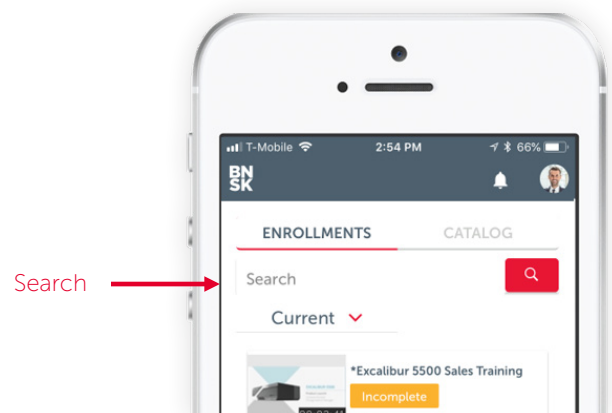 T-Mobile 2:54 PM 66%
BN
SK
ENROLLMENTS CATALOG
Search
Search
Current
*Excalibur 5500 Sales Training
Incomplete